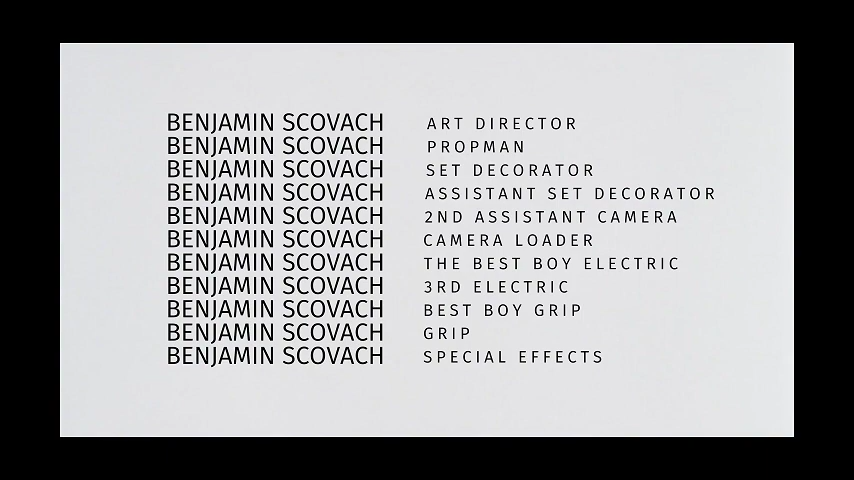 BENJAMIN SCOVACH ART DIRECTOR
BENJAMIN SCOVACH PROPMAN
BENJAMIN SCOVACH SET DECORATOR
BENJAMIN SCOVACH ASSISTANT SET DECORATOR
BENJAMIN SCOVACH 2ND ASSISTANT CAMERA
BENJAMIN SCOVACH CAMERA LOADER
BENJAMIN SCOVACH THE BEST BOY ELECTRIC
BENJAMIN SCOVACH 3RD ELECTRIC
BENJAMIN SCOVACH BEST BOY GRIP
BENJAMIN SCOVACH GRIP
BENJAMIN SCOVACH SPECIAL EFFECTS